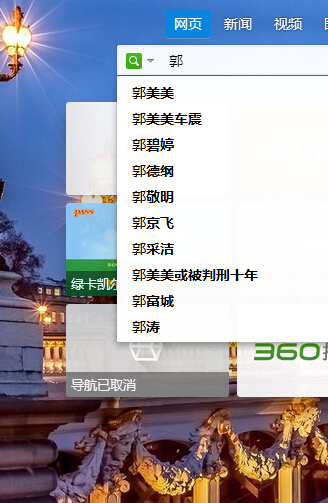 网页 新闻 视频
郭
郭美美
郭美美车震
郭碧婷
郭德纲
郭敬明
郭京飞
郭采洁
郭美美或被判刑十年
郭富城
郭涛
PASS
绿卡凯尔
360
导航已取消